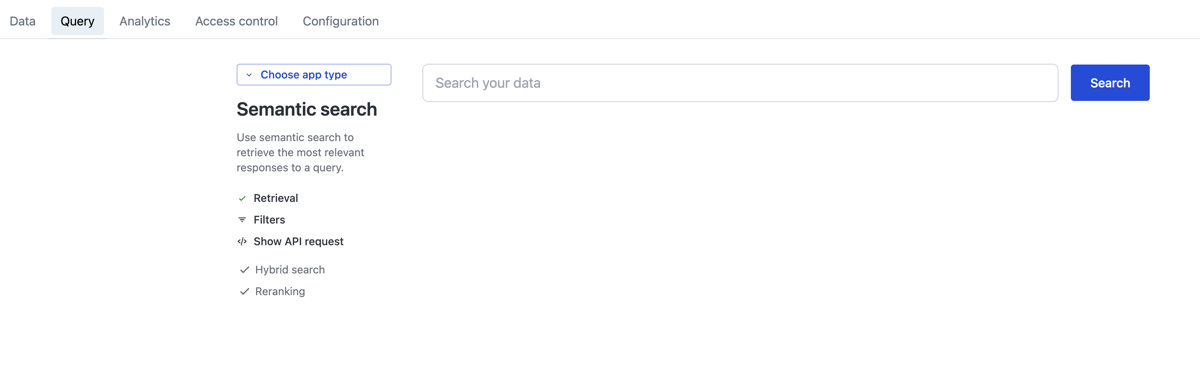 Data Query Analytics Access control Configuration
Choose app type
Search your data
Search
Semantic search
Use semantic search to
retrieve the most relevant
responses to a query.
Retrieval
Filters
Show API request
Hybrid search
Reranking